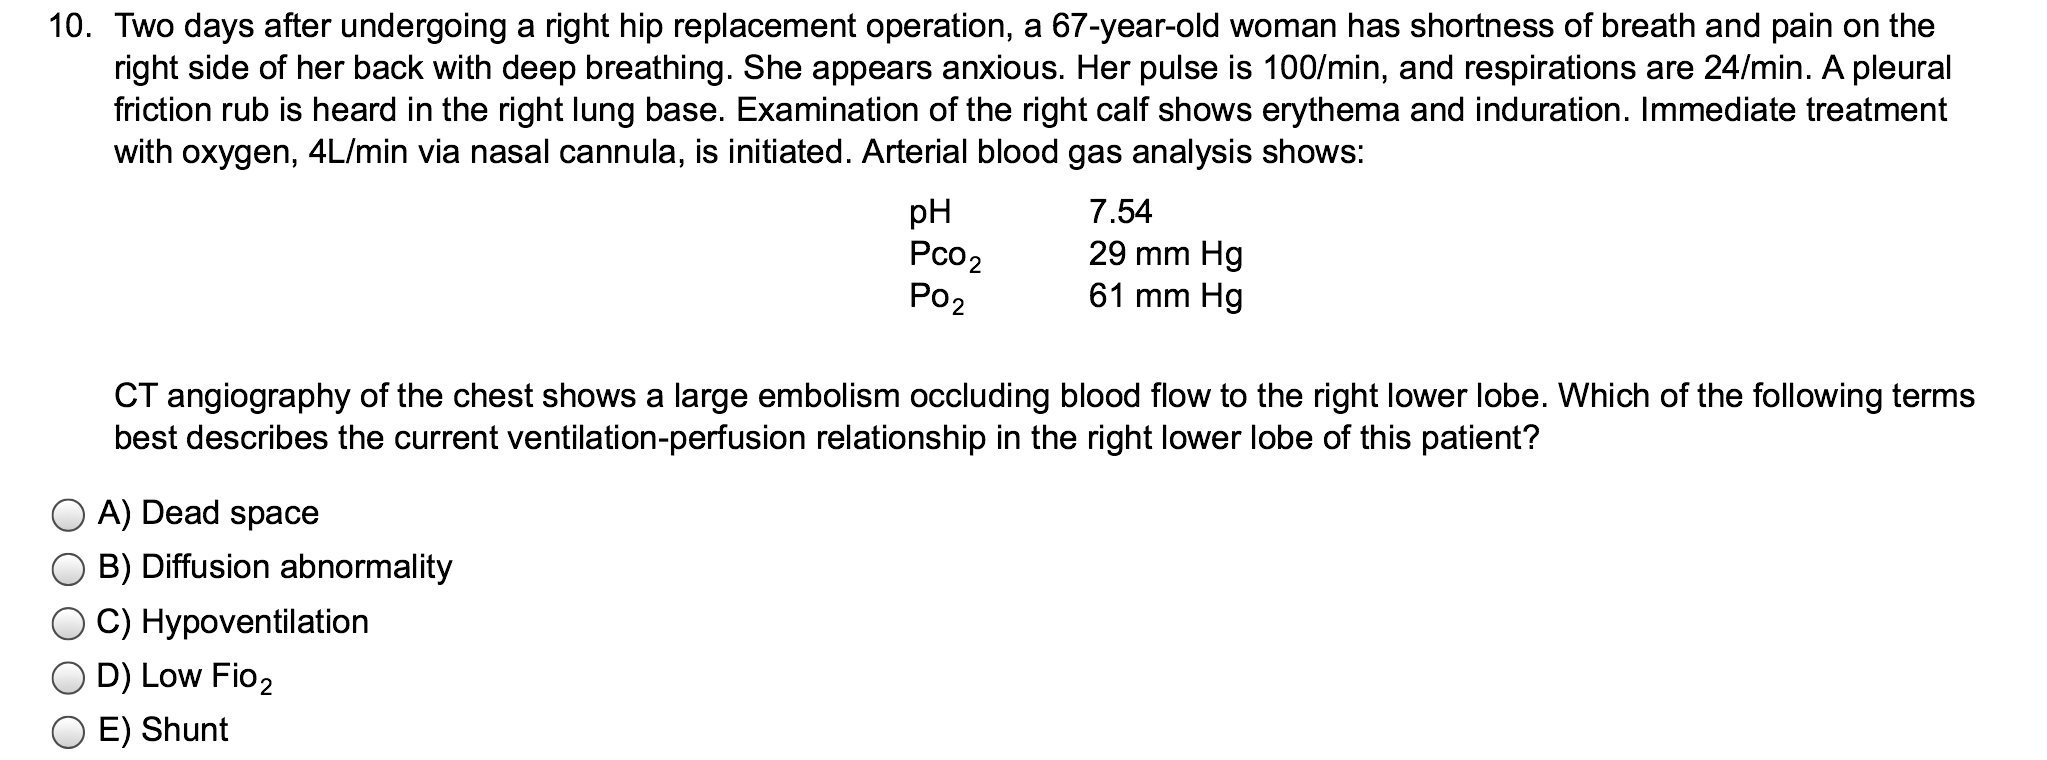 10. Two days after undergoing a right hip replacement operation, a 67-year-old woman has shortness of breath and pain on the
right side of her back with deep breathing. She appears anxious. Her pulse is 100/min, and respirations are 24/min. A pleural
friction rub is heard in the right lung base. Examination of the right calf shows erythema and induration. Immediate treatment
with oxygen, 4L/min via nasal cannula, is initiated. Arterial blood gas analysis shows:
pH 7.54
Pco₂ 29 mm Hg
Po₂ 61 mm Hg
CT angiography of the chest shows a large embolism occluding blood flow to the right lower lobe. Which of the following terms
best describes the current ventilation-perfusion relationship in the right lower lobe of this patient?
A) Dead space
B) Diffusion abnormality
C) Hypoventilation
D) Low Fio₂
E) Shunt